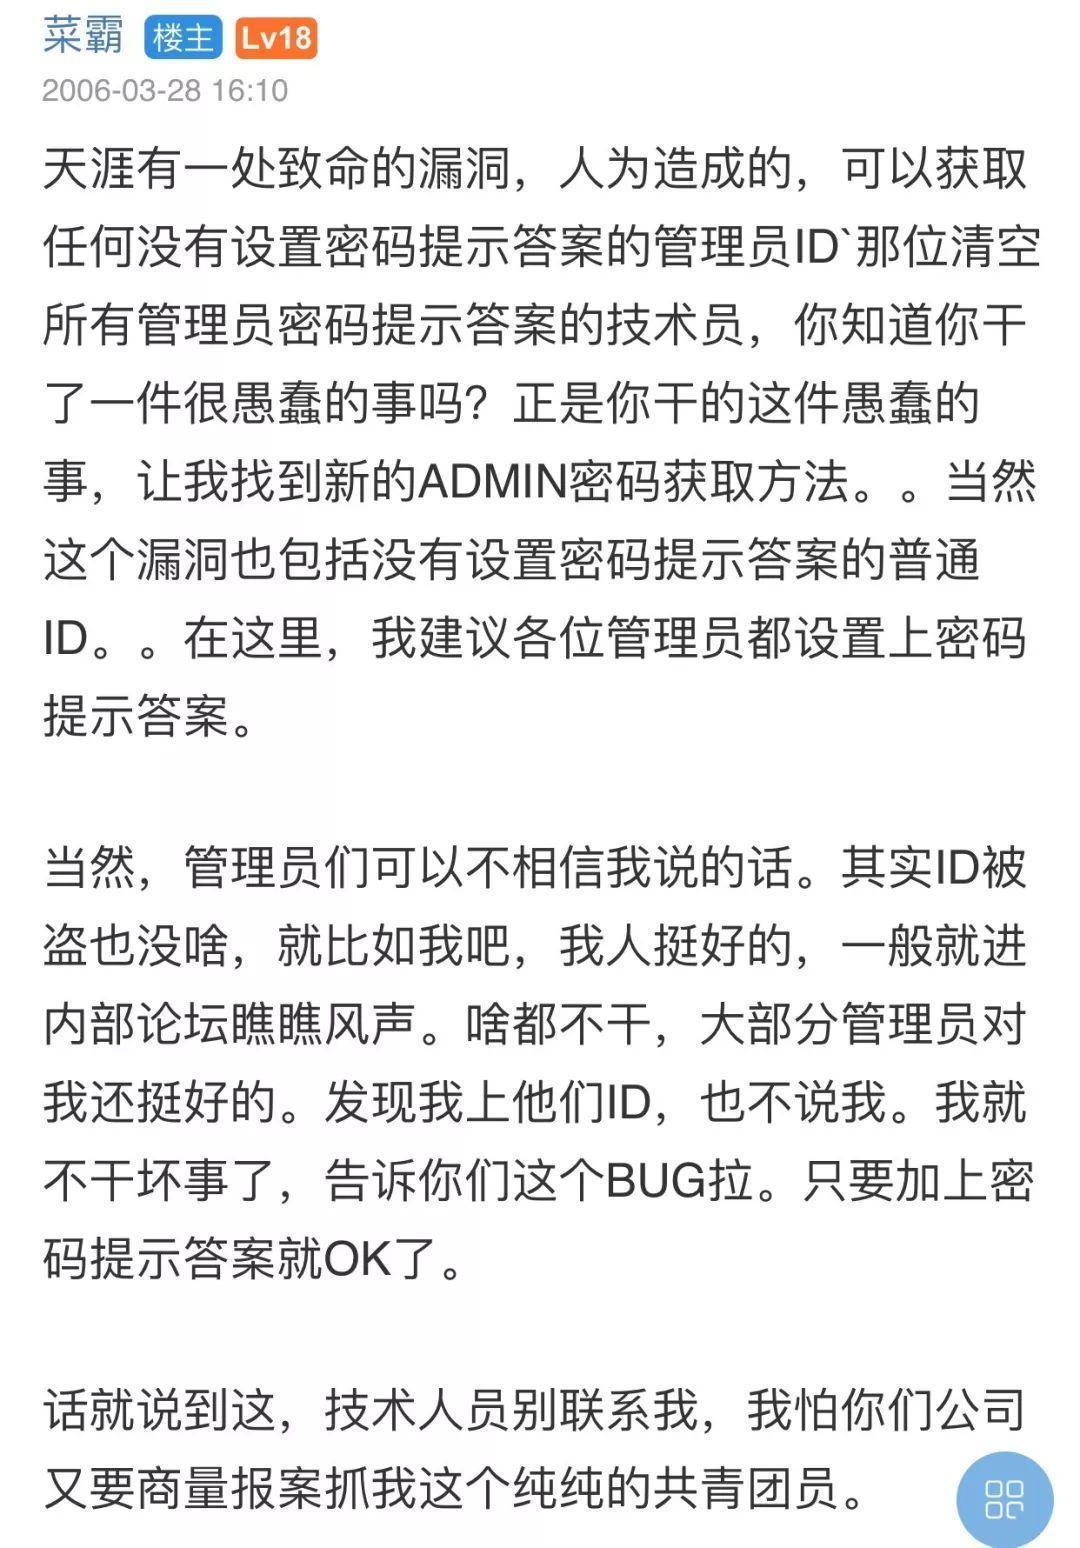 菜霸 楼主 Lv18
2006-03-28 16:10
天涯有一处致命的漏洞，人为造成的，可以获取
任何没有设置密码提示答案的管理员ID`那位清空
所有管理员密码提示答案的技术员，你知道你干
了一件很愚蠢的事吗？正是你干的这件愚蠢的
事，让我找到新的ADMIN密码获取方法。。当然
这个漏洞也包括没有设置密码提示答案的普通
ID。。在这里，我建议各位管理员都设置上密码
提示答案。
当然，管理员们可以不相信我说的话。其实ID被
盗也没啥，就比如我吧，我人挺好的，一般就进
内部论坛瞧瞧风声。啥都不干，大部分管理员对
我还挺好的。发现我上他们ID，也不说我。我就
不干坏事了，告诉你们这个BUG拉。只要加上密
码提示答案就OK了。
话就说到这，技术人员别联系我，我怕你们公司
又要商量报案抓我这个纯纯的共青团员。